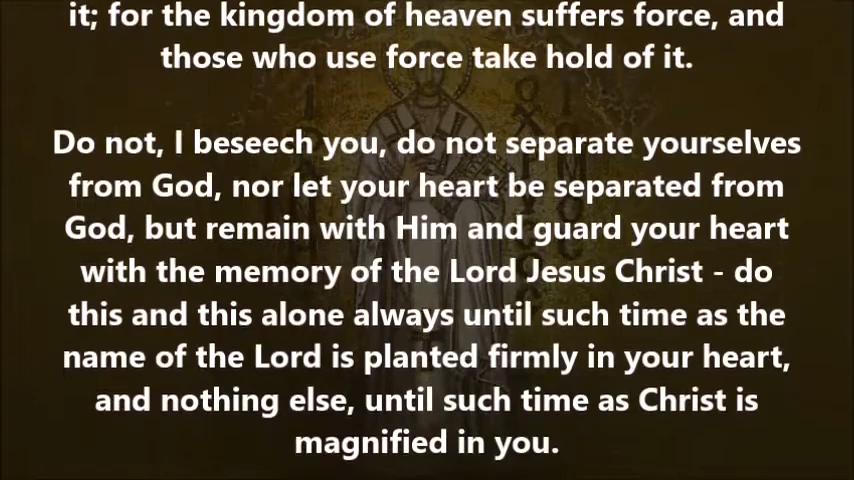 it; for the kingdom of heaven suffers force, and
those who use force take hold of it.
Do not, I beseech you, do not separate yourselves
from God, nor let your heart be separated from
God, but remain with Him and guard your heart
with the memory of the Lord Jesus Christ - do
this and this alone always until such time as the
name of the Lord is planted firmly in your heart,
and nothing else, until such time as Christ is
magnified in you.